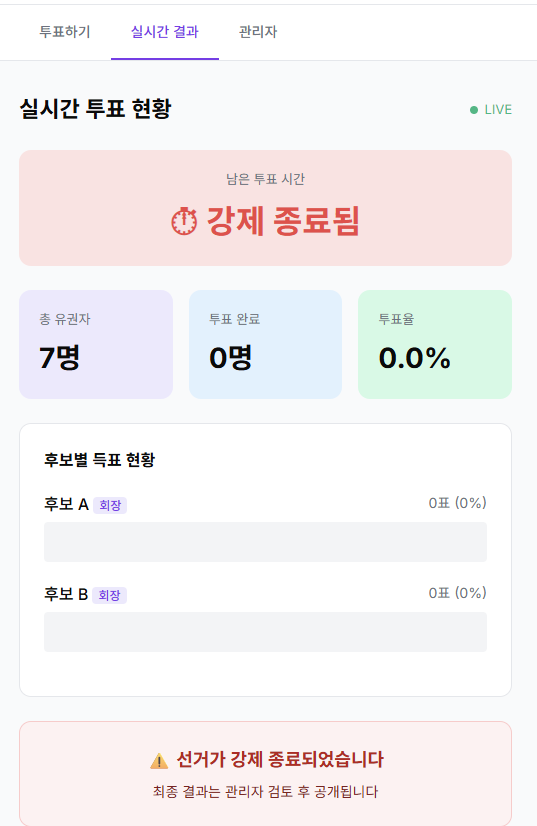 투표하기 실시간 결과 관리자
실시간 투표 현황 LIVE
남은 투표 시간
⏱ 강제 종료됨
총 유권자 투표 완료 투표율
7명 0명 0.0%
후보별 득표 현황
후보 A 회장 0표 (0%)
후보 B 회장 0표 (0%)
⚠️ 선거가 강제 종료되었습니다
최종 결과는 관리자 검토 후 공개됩니다